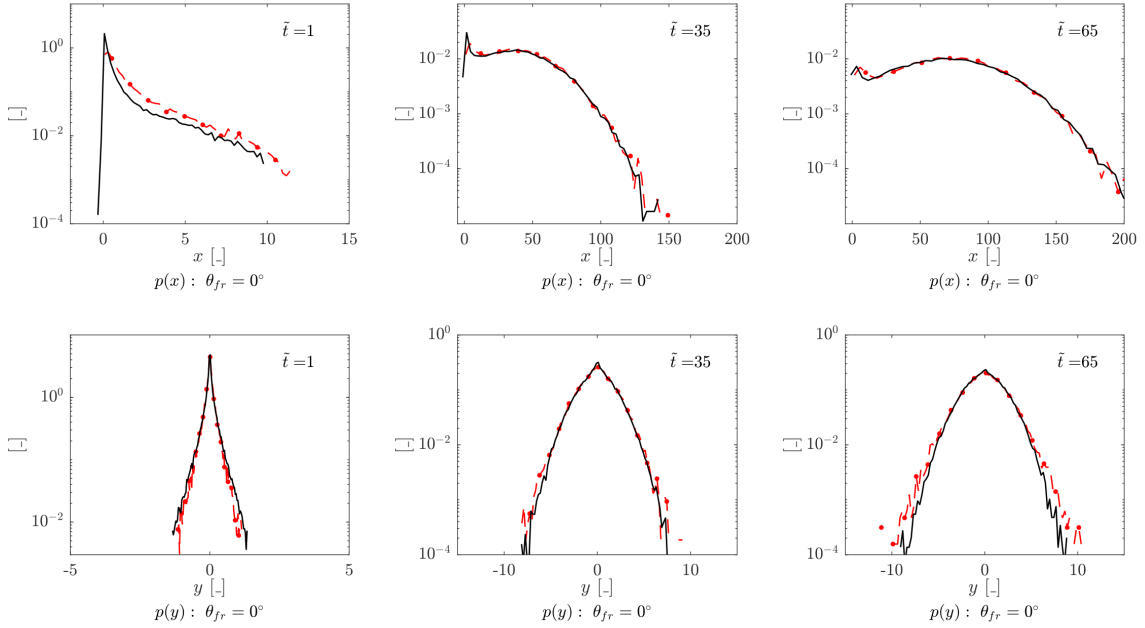 t̃ =1
10^0
10^-2
10^-4
[_]
-5 0 5 10 15
x [_]
p(x) : θ_fr = 0°
t̃ =35
10^-2
10^-4
[_]
0 50 100 150 200
x [_]
p(x) : θ_fr = 0°
t̃ =65
10^-2
10^-3
10^-4
[_]
0 50 100 150 200
x [_]
p(x) : θ_fr = 0°
t̃ =1
10^0
10^-2
[_]
-5 0 5
y [_]
p(y) : θ_fr = 0°
10^0
t̃ =35
10^-2
10^-4
[_]
-10 0 10
y [_]
p(y) : θ_fr = 0°
10^0
t̃ =65
10^-2
10^-4
[_]
-10 0 10
y [_]
p(y) : θ_fr = 0°